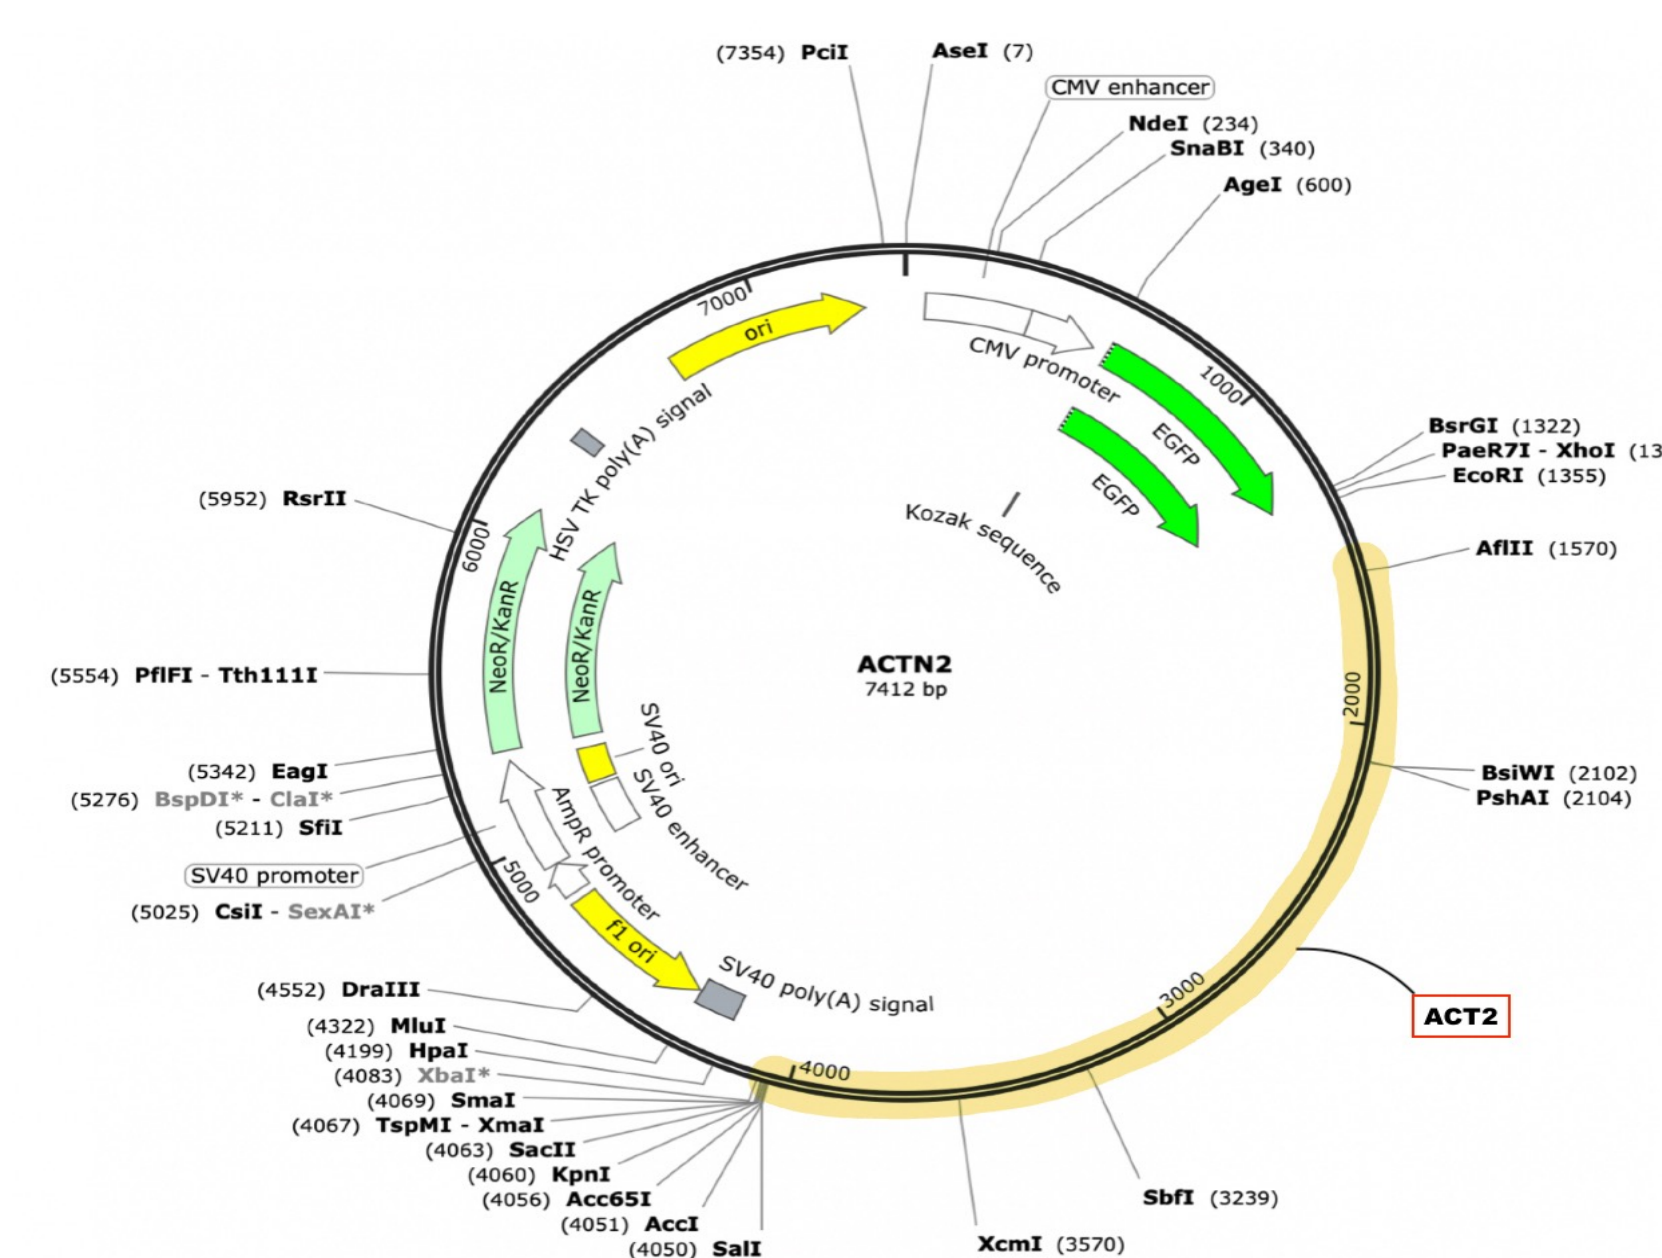 (7354) PciI
AseI (7)
CMV enhancer
NdeI (234)
SnaBI (340)
AgeI (600)
7000
ori
CMV promoter
1000
EGFP
EGFP
Kozak sequence
BsrGI (1322)
PaeR7I - XhoI (13
EcoRI (1355)
AflII (1570)
HSV TK poly(A) signal
(5952) RsrII
6000
NeoR/KanR
NeoR/KanR
ACTN2
7412 bp
(5554) PflFI - Tth111I
2000
SV40 ori
SV40 enhancer
BsiWI (2102)
PshAI (2104)
(5342) EagI
(5276) BspDI* - ClaI*
(5211) SfiI
SV40 promoter
(5025) CsiI - SexAI*
5000
AmpR promoter
f1 ori
SV40 poly(A) signal
3000
ACT2
(4552) DraIII
(4322) MluI
(4199) HpaI
(4083) XbaI*
(4069) SmaI
(4067) TspMI - XmaI
(4063) SacII
(4060) KpnI
(4056) Acc65I
(4051) AccI
(4050) SalI
4000
SbfI (3239)
XcmI (3570)